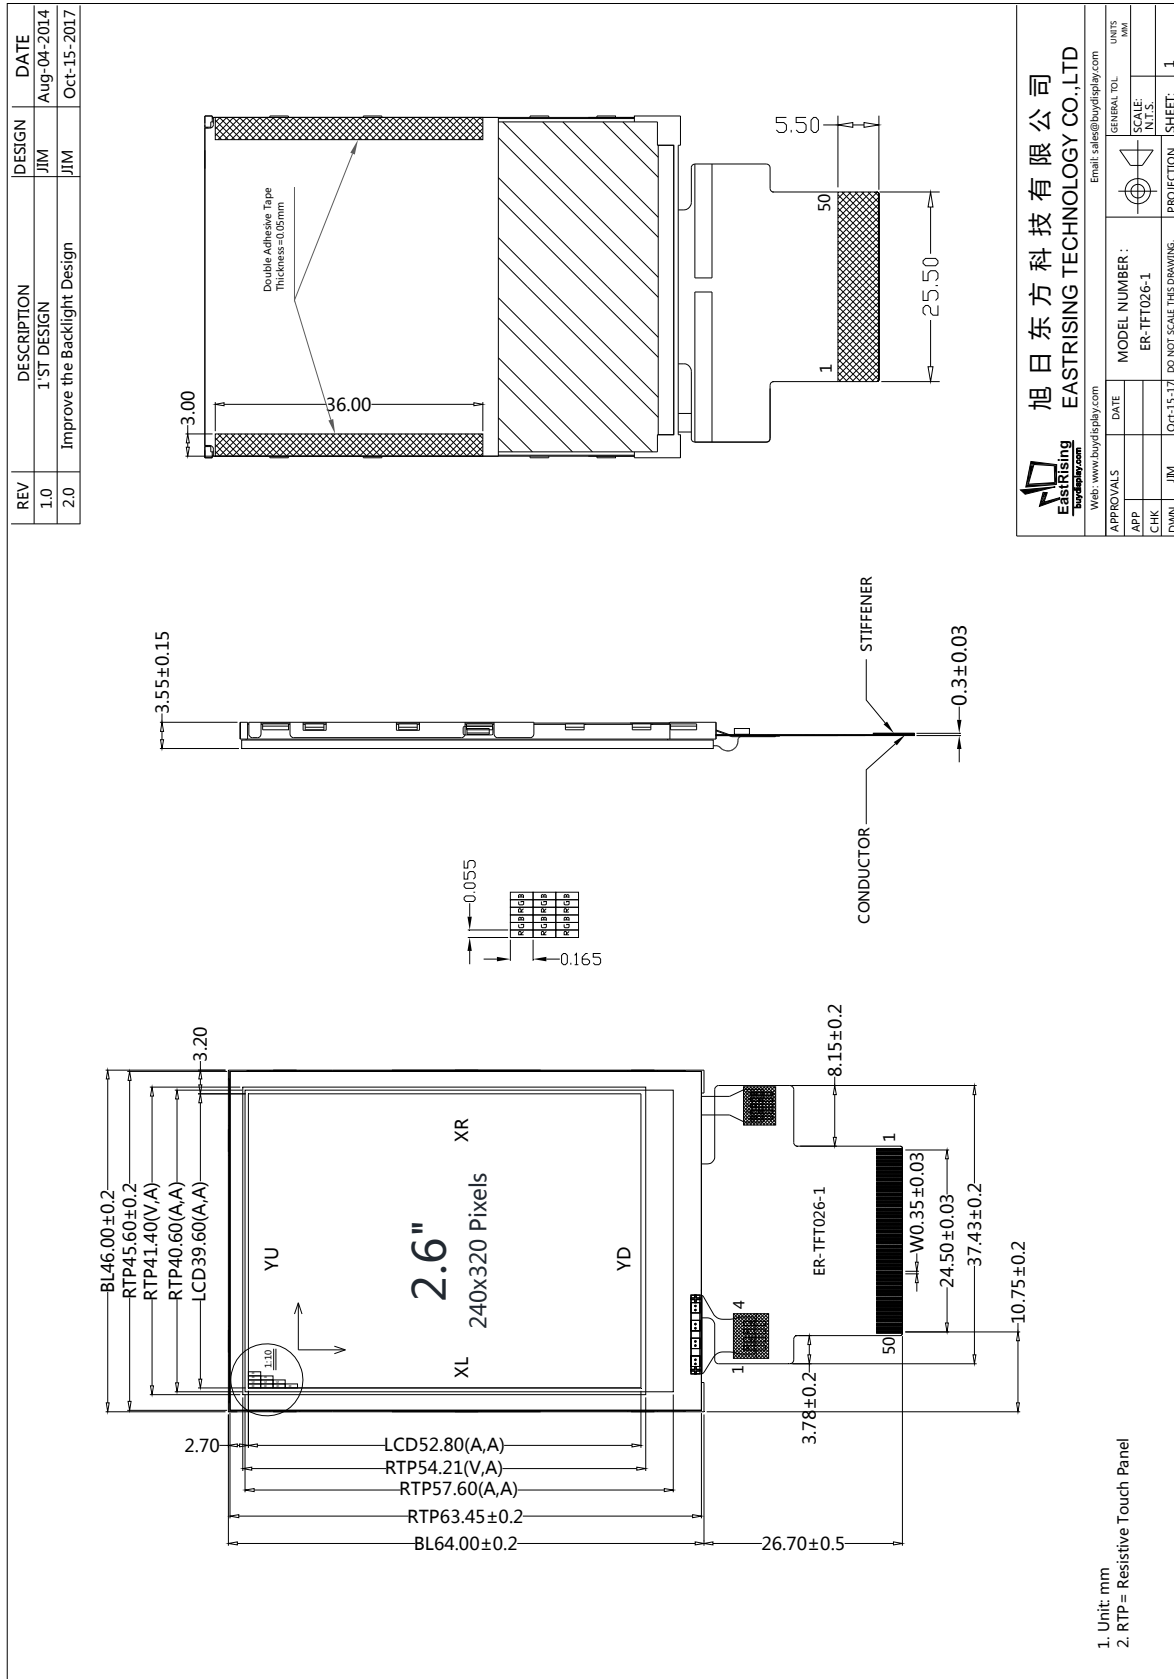 REV DESCRIPTION DESIGN DATE
1.0 1'ST DESIGN JIM Aug-04-2014
2.0 Improve the Backlight Design JIM Oct-15-2017
BL46.00±0.2
RTP45.60±0.2
RTP41.40(V,A)
RTP40.60(A,A)
LCD39.60(A,A)
3.20
2.70
LCD52.80(A,A)
RTP54.21(V,A)
RTP57.60(A,A)
RTP63.45±0.2
BL64.00±0.2
26.70±0.5
1:10
YU
XL
XR
2.6"
240x320 Pixels
YD
1
4
ER-TFT026-1
50
1
3.78±0.2
8.15±0.2
W0.35±0.03
24.50±0.03
37.43±0.2
10.75±0.2
0.055
R G B R G B
R G B R G B
R G B R G B
0.165
3.55±0.15
CONDUCTOR
STIFFENER
0.3±0.03
3.00
36.00
Double Adhesive Tape
Thickness=0.05mm
1
50
5.50
25.50
1. Unit: mm
2. RTP= Resistive Touch Panel
EastRising
buydisplay.com
旭日东方科技有限公司
EASTRISING TECHNOLOGY CO.,LTD
Web: www.buydisplay.com Email: sales@buydisplay.com
APPROVALS DATE
APP
CHK
DWN JIM Oct-15-17
MODEL NUMBER :
ER-TFT026-1
DO NOT SCALE THIS DRAWING.
PROJECTION
GENERAL TOL. UNITS
MM
SCALE:
N.T.S.
SHEET: 1